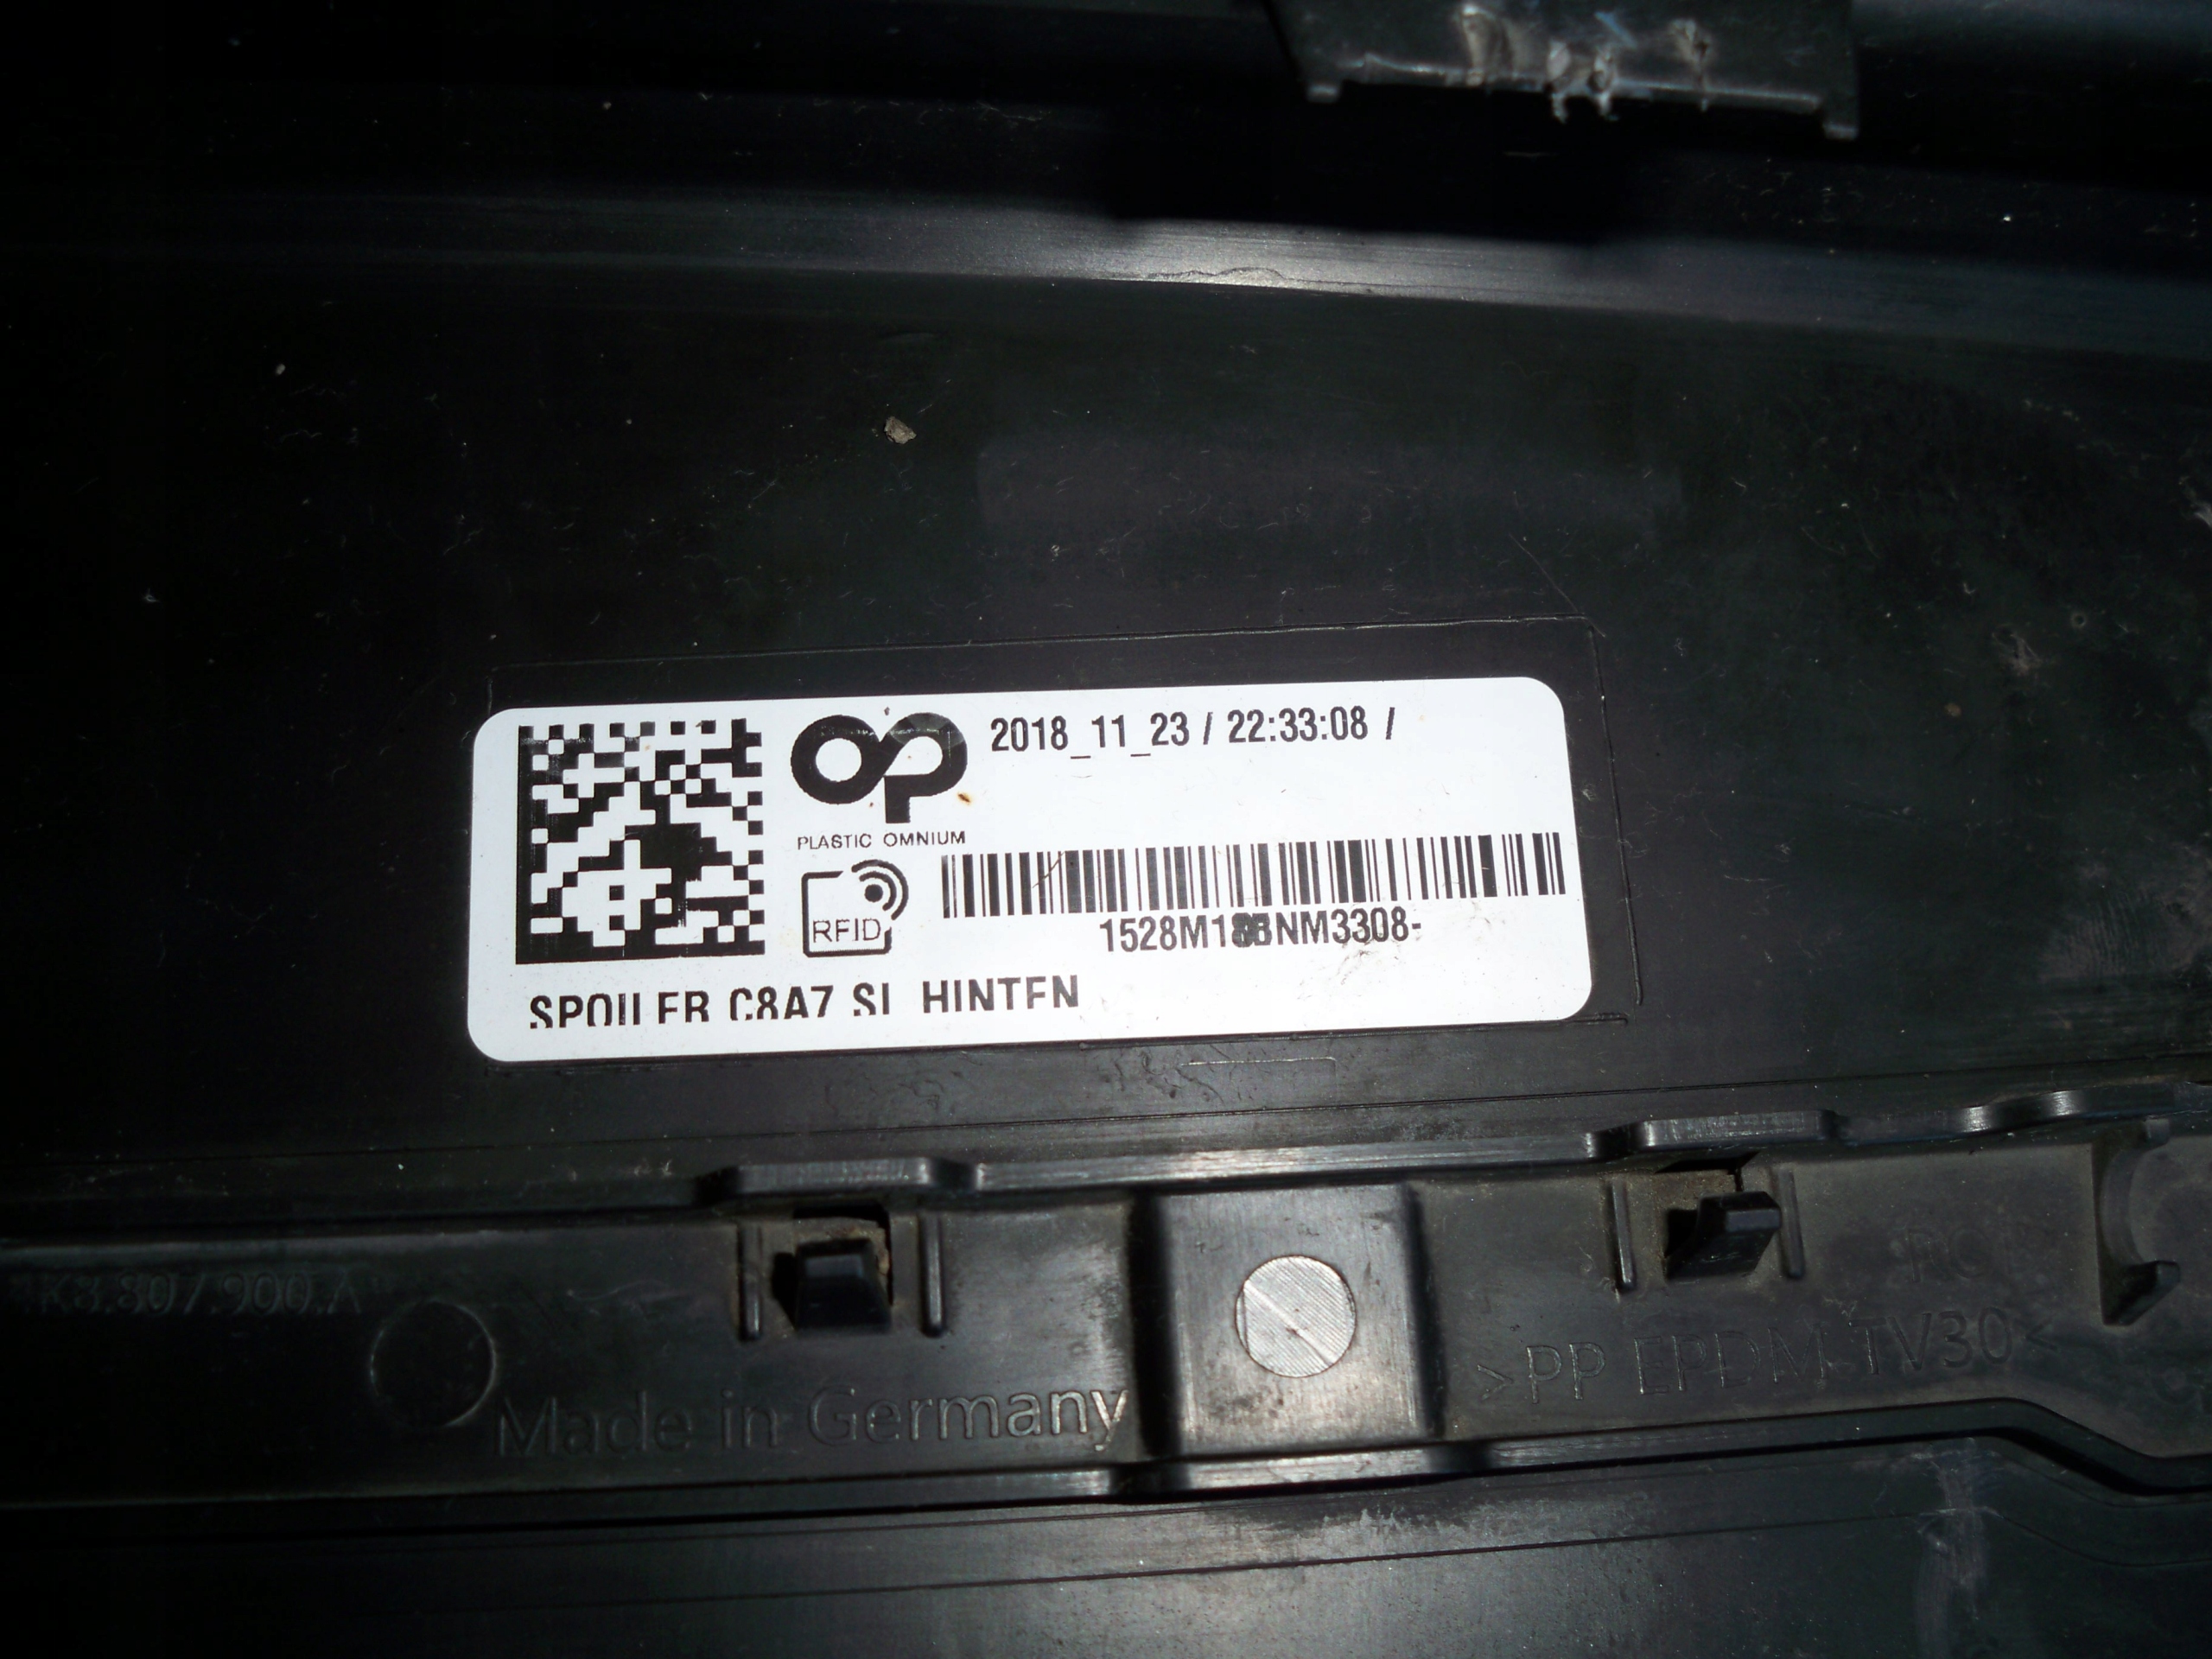 2018_11_23 / 22:33:08 /
PLASTIC OMNIUM
RFID
SPOILER C8A7 SL HINTEN
Made in Germany
>PP EPDM TV30<